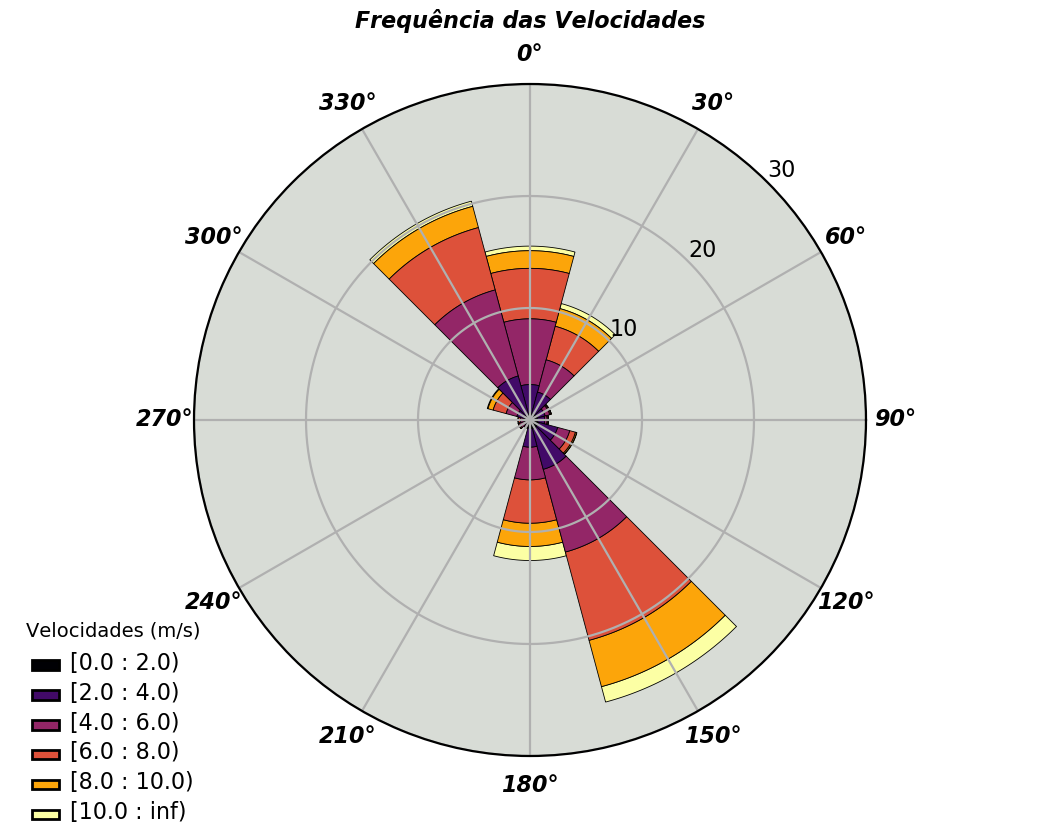 Frequência das Velocidades
0°
330°
30°
30
300°
60°
20
10
270°
90°
240°
120°
210°
150°
180°
Velocidades (m/s)
[0.0 : 2.0)
[2.0 : 4.0)
[4.0 : 6.0)
[6.0 : 8.0)
[8.0 : 10.0)
[10.0 : inf)